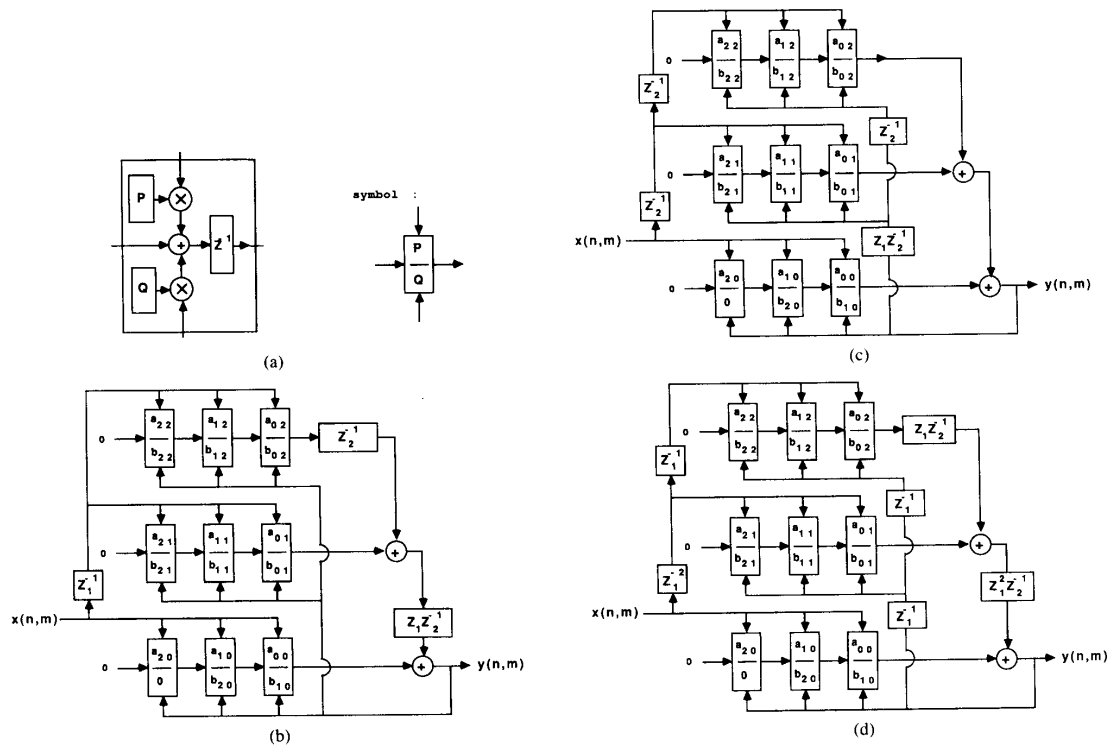 P
Q
Z^-1
symbol :
P
Q
(a)
0
a22
b22
a12
b12
a02
b02
Z2^-1
0
a21
b21
a11
b11
a01
b01
Z1^-1
Z1Z2^-1
x(n,m)
0
a20
0
a10
b20
a00
b10
y(n,m)
(b)
0
a22
b22
a12
b12
a02
b02
Z2^-1
Z2^-1
0
a21
b21
a11
b11
a01
b01
Z2^-1
Z1Z2^-1
x(n,m)
0
a20
0
a10
b20
a00
b10
y(n,m)
(c)
0
a22
b22
a12
b12
a02
b02
Z1Z2^-1
Z1^-1
Z1^-1
0
a21
b21
a11
b11
a01
b01
Z1^-2
Z1^2Z2^-1
x(n,m)
Z1^-1
0
a20
0
a10
b20
a00
b10
y(n,m)
(d)